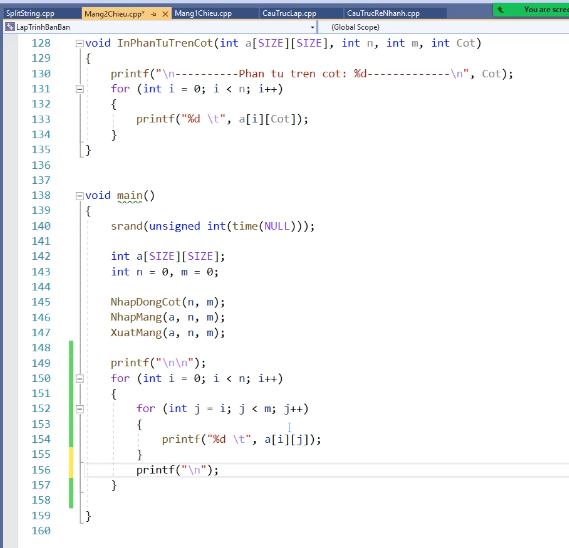 You are scree
SplitString.cpp Mang2Chieu.cpp* Mang1Chieu.cpp CauTrucLap.cpp CauTrucReNhanh.cpp
LapTrinhBanBan (Global Scope)
128 void InPhanTuTrenCot(int a[SIZE][SIZE], int n, int m, int Cot)
129 {
130 printf("\n----------Phan tu tren cot: %d-------------\n", Cot);
131 for (int i = 0; i < n; i++)
132 {
133 printf("%d \t", a[i][Cot]);
134 }
135 }
136
137
138 void main()
139 {
140 srand(unsigned int(time(NULL)));
141
142 int a[SIZE][SIZE];
143 int n = 0, m = 0;
144
145 NhapDongCot(n, m);
146 NhapMang(a, n, m);
147 XuatMang(a, n, m);
148
149 printf("\n\n");
150 for (int i = 0; i < n; i++)
151 {
152 for (int j = i; j < m; j++)
153 {
154 printf("%d \t", a[i][j]);
155 }
156 printf("\n");
157 }
158
159 }
160